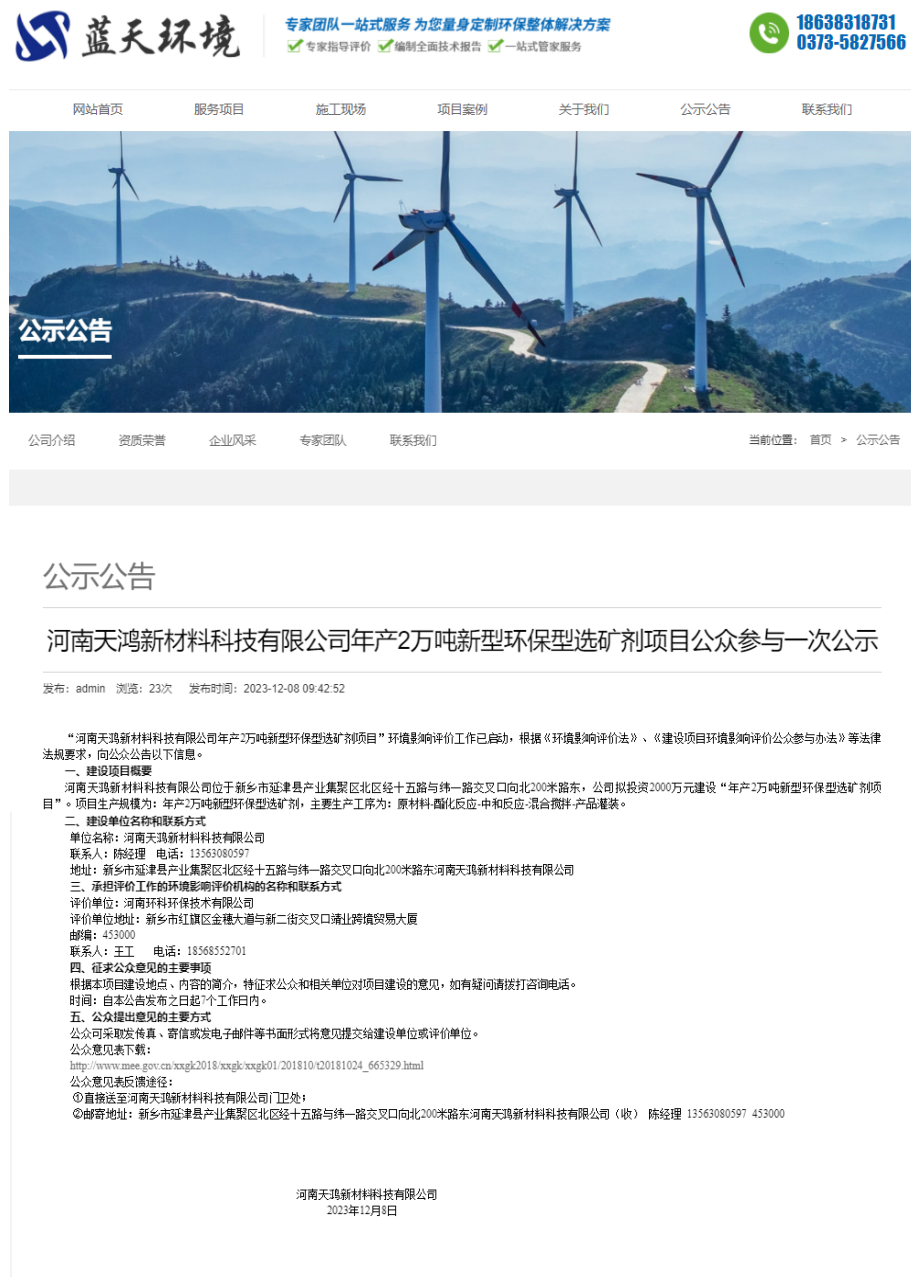 蓝天环境
专家团队一站式服务 为您量身定制环保整体解决方案
专家指导评价 编制全面技术报告 一站式管家服务
18638318731
0373-5827566
网站首页 服务项目 施工现场 项目案例 关于我们 公示公告 联系我们
公示公告
公司介绍 资质荣誉 企业风采 专家团队 联系我们 当前位置： 首页 > 公示公告
公示公告
河南天鸿新材料科技有限公司年产2万吨新型环保型选矿剂项目公众参与一次公示
发布：admin 浏览：23次 发布时间：2023-12-08 09:42:52
“河南天鸿新材料科技有限公司年产2万吨新型环保型选矿剂项目”环境影响评价工作已启动，根据《环境影响评价法》、《建设项目环境影响评价公众参与办法》等法律
法规要求，向公众公告以下信息。
一、建设项目概要
河南天鸿新材料科技有限公司位于新乡市延津县产业集聚区北区经十五路与纬一路交叉口向北200米路东，公司拟投资2000万元建设“年产2万吨新型环保型选矿剂项
目”。项目生产规模为：年产2万吨新型环保型选矿剂，主要生产工序为：原材料-酯化反应-中和反应-混合搅拌-产品灌装。
二、建设单位名称和联系方式
单位名称：河南天鸿新材料科技有限公司
联系人：陈经理 电话：13563080597
地址：新乡市延津县产业集聚区北区经十五路与纬一路交叉口向北200米路东河南天鸿新材料科技有限公司
三、承担评价工作的环境影响评价机构的名称和联系方式
评价单位：河南环科环保技术有限公司
评价单位地址：新乡市红旗区金穗大道与新二街交叉口靖业跨境贸易大厦
邮编：453000
联系人：王工 电话：18568552701
四、征求公众意见的主要事项
根据本项目建设地点、内容的简介，特征求公众和相关单位对项目建设的意见，如有疑问请拨打咨询电话。
时间：自本公告发布之日起7个工作日内。
五、公众提出意见的主要方式
公众可采取发传真、寄信或发电子邮件等书面形式将意见提交给建设单位或评价单位。
公众意见表下载：
http://www.mee.gov.cn/xxgk2018/xxgk/xxgk01/201810/t20181024_665329.html
公众意见表反馈途径：
①直接送至河南天鸿新材料科技有限公司门卫处；
②邮寄地址：新乡市延津县产业集聚区北区经十五路与纬一路交叉口向北200米路东河南天鸿新材料科技有限公司（收） 陈经理 13563080597 453000
河南天鸿新材料科技有限公司
2023年12月8日